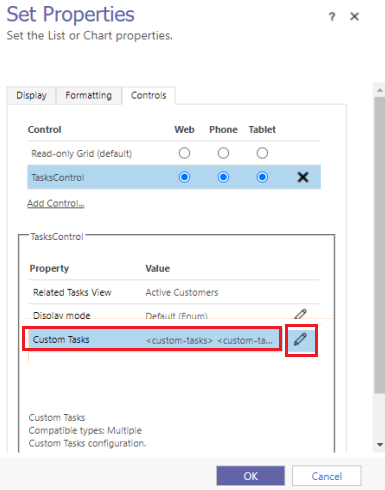 Set Properties
? ✕
Set the List or Chart properties.
Display Formatting Controls
Control Web Phone Tablet
Read-only Grid (default)
TasksControl
Add Control...
TasksControl
Property Value
Related Tasks View Active Customers
Display mode Default (Enum)
Custom Tasks <custom-tasks> <custom-ta...
Custom Tasks
Compatible types: Multiple
Custom Tasks configuration.
OK Cancel